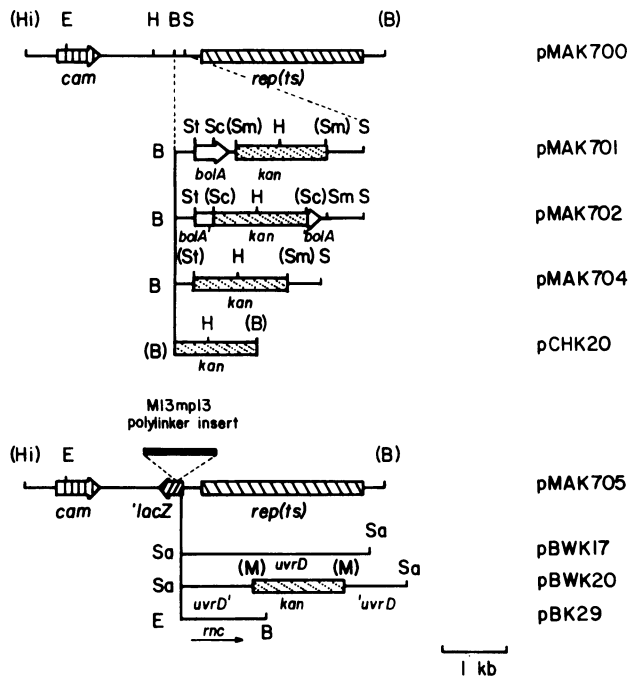 (Hi) E H B S (B)
cam rep(ts) pMAK700
St Sc (Sm) H (Sm) S
B bolA kan pMAK701
St (Sc) H (Sc) Sm S
B bolA' kan 'bolA pMAK702
(St) H (Sm) S
B kan pMAK704
H (B)
(B) kan pCHK20
M13mp13
polylinker insert
(Hi) E (B)
cam 'lacZ rep(ts) pMAK705
Sa uvrD Sa pBWK17
(M) (M) Sa
Sa uvrD' kan 'uvrD pBWK20
E rnc B pBK29
1 kb